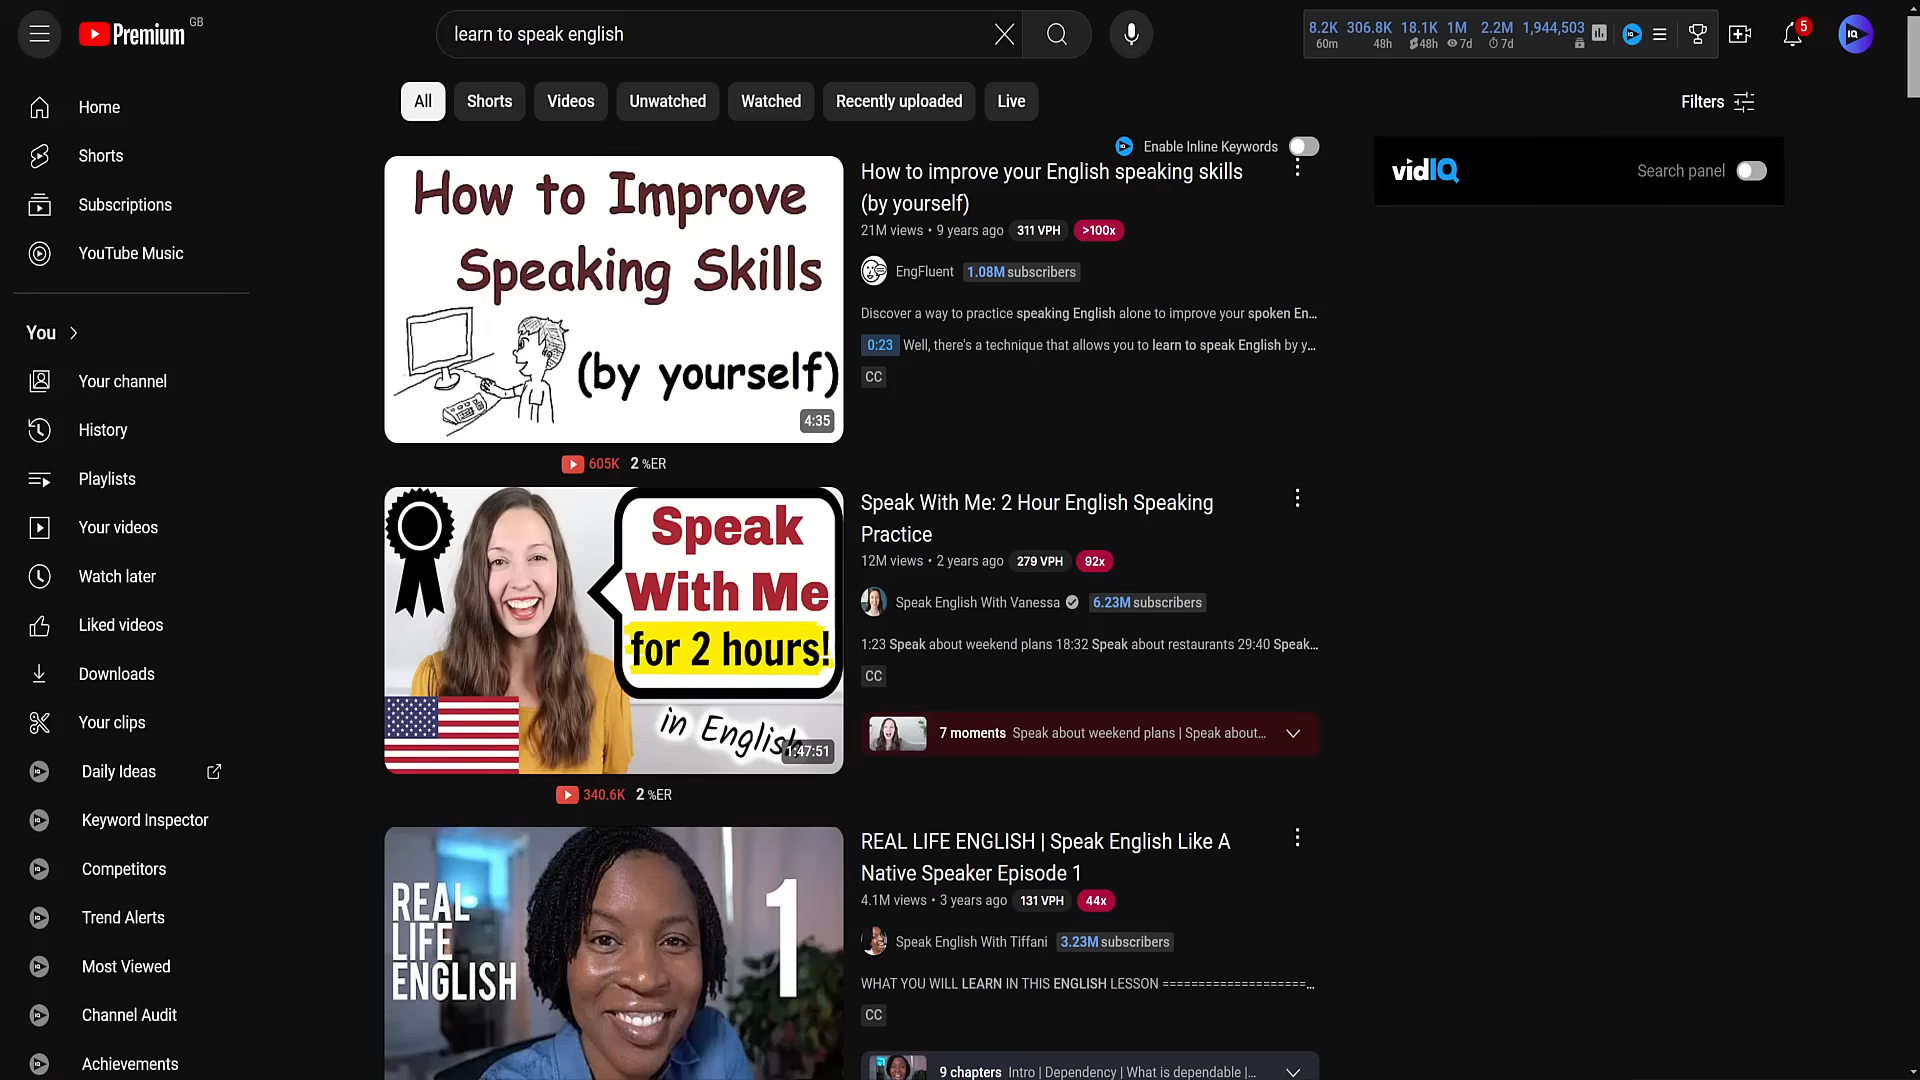 Premium GB
learn to speak english
8.2K 306.8K 18.1K 1M 2.2M 1,944,503
60m 48h 48h 7d 7d
5
All Shorts Videos Unwatched Watched Recently uploaded Live
Filters
Home
Shorts
Subscriptions
YouTube Music
You
Your channel
History
Playlists
Your videos
Watch later
Liked videos
Downloads
Your clips
Daily Ideas
Keyword Inspector
Competitors
Trend Alerts
Most Viewed
Channel Audit
Achievements
Enable Inline Keywords
vidIQ Search panel
How to Improve
Speaking Skills
(by yourself)
4:35
605K 2 %ER
How to improve your English speaking skills
(by yourself)
21M views • 9 years ago 311 VPH >100x
EngFluent 1.08M subscribers
Discover a way to practice speaking English alone to improve your spoken En...
0:23 Well, there's a technique that allows you to learn to speak English by y...
CC
Speak
With Me
for 2 hours!
in English
1:47:51
340.6K 2 %ER
Speak With Me: 2 Hour English Speaking
Practice
12M views • 2 years ago 279 VPH 92x
Speak English With Vanessa 6.23M subscribers
1:23 Speak about weekend plans 18:32 Speak about restaurants 29:40 Speak...
CC
7 moments Speak about weekend plans | Speak about...
REAL
LIFE
ENGLISH
1
REAL LIFE ENGLISH | Speak English Like A
Native Speaker Episode 1
4.1M views • 3 years ago 131 VPH 44x
Speak English With Tiffani 3.23M subscribers
WHAT YOU WILL LEARN IN THIS ENGLISH LESSON ====================...
CC
9 chapters Intro | Dependency | What is dependable |...